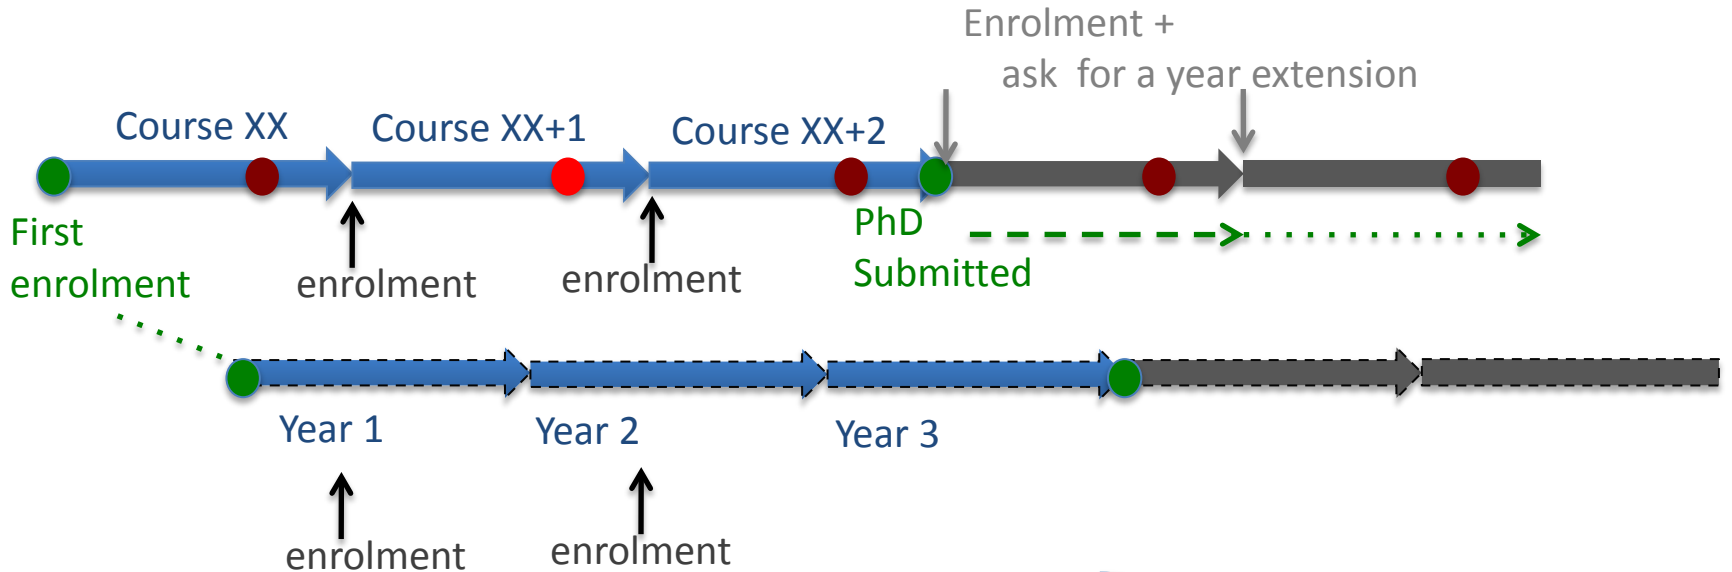 Enrolment +
ask for a year extension
Course XX
Course XX+1
Course XX+2
First
enrolment
enrolment
enrolment
PhD
Submitted
Year 1
Year 2
Year 3
enrolment
enrolment